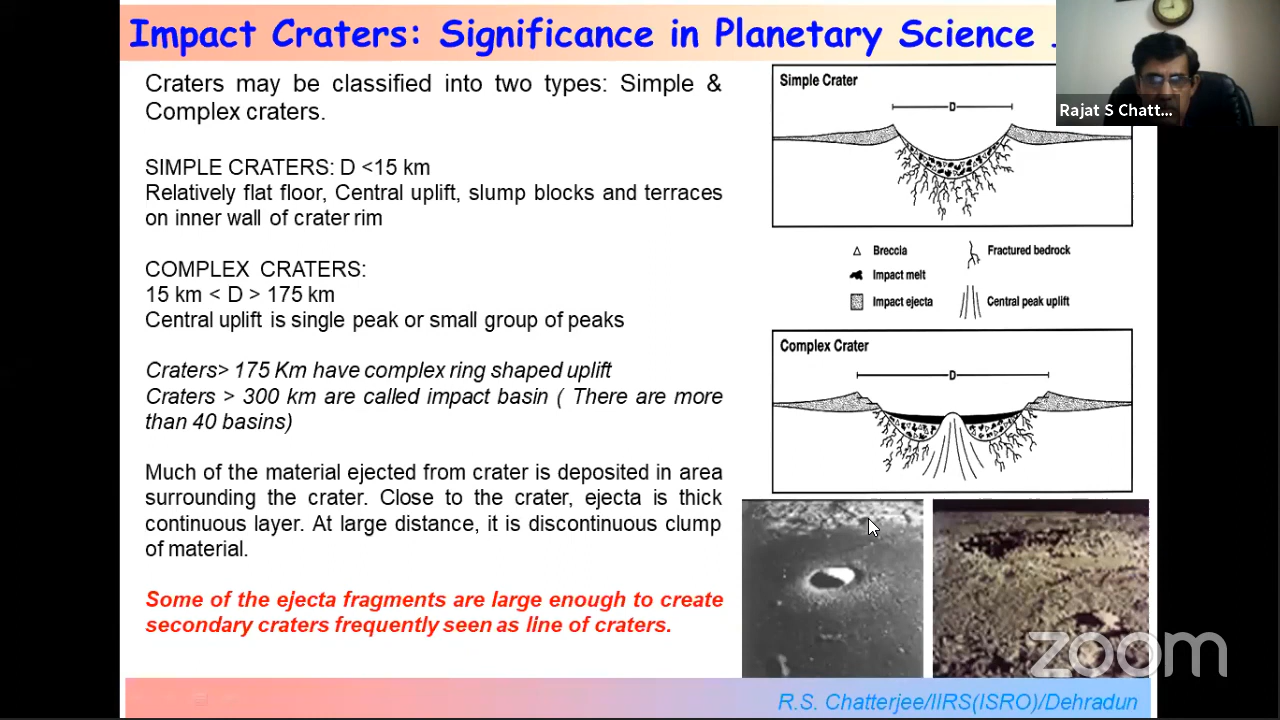 Impact Craters: Significance in Planetary Science
Craters may be classified into two types: Simple &
Complex craters.
SIMPLE CRATERS: D <15 km
Relatively flat floor, Central uplift, slump blocks and terraces
on inner wall of crater rim
COMPLEX CRATERS:
15 km < D > 175 km
Central uplift is single peak or small group of peaks
Craters> 175 Km have complex ring shaped uplift
Craters > 300 km are called impact basin ( There are more
than 40 basins)
Much of the material ejected from crater is deposited in area
surrounding the crater. Close to the crater, ejecta is thick
continuous layer. At large distance, it is discontinuous clump
of material.
Some of the ejecta fragments are large enough to create
secondary craters frequently seen as line of craters.
Simple Crater
D
Breccia
Fractured bedrock
Impact melt
Impact ejecta
Central peak uplift
Complex Crater
D
Rajat S Chatt...
zoom
R.S. Chatterjee/IIRS(ISRO)/Dehradun